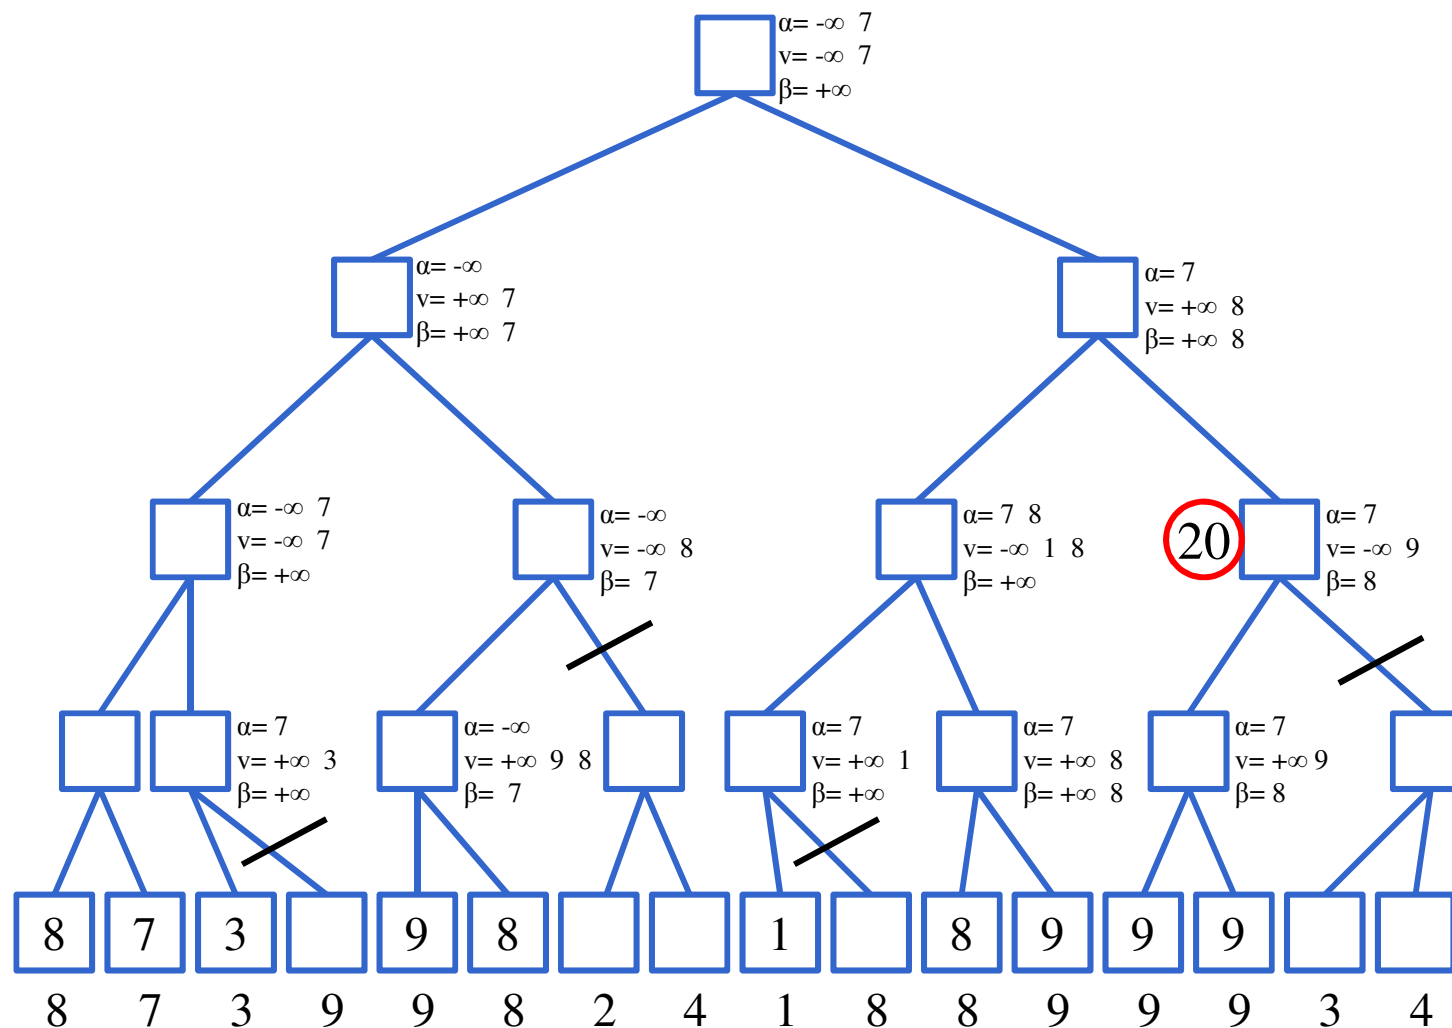 α= -∞ 7
v= -∞ 7
β= +∞
α= -∞
v= +∞ 7
β= +∞ 7
α= 7
v= +∞ 8
β= +∞ 8
α= -∞ 7
v= -∞ 7
β= +∞
α= -∞
v= -∞ 8
β= 7
α= 7 8
v= -∞ 1 8
β= +∞
20
α= 7
v= -∞ 9
β= 8
α= 7
v= +∞ 3
β= +∞
α= -∞
v= +∞ 9 8
β= 7
α= 7
v= +∞ 1
β= +∞
α= 7
v= +∞ 8
β= +∞ 8
α= 7
v= +∞ 9
β= 8
8 7 3 9 8 1 8 9 9 9
8 7 3 9 9 8 2 4 1 8 8 9 9 9 3 4